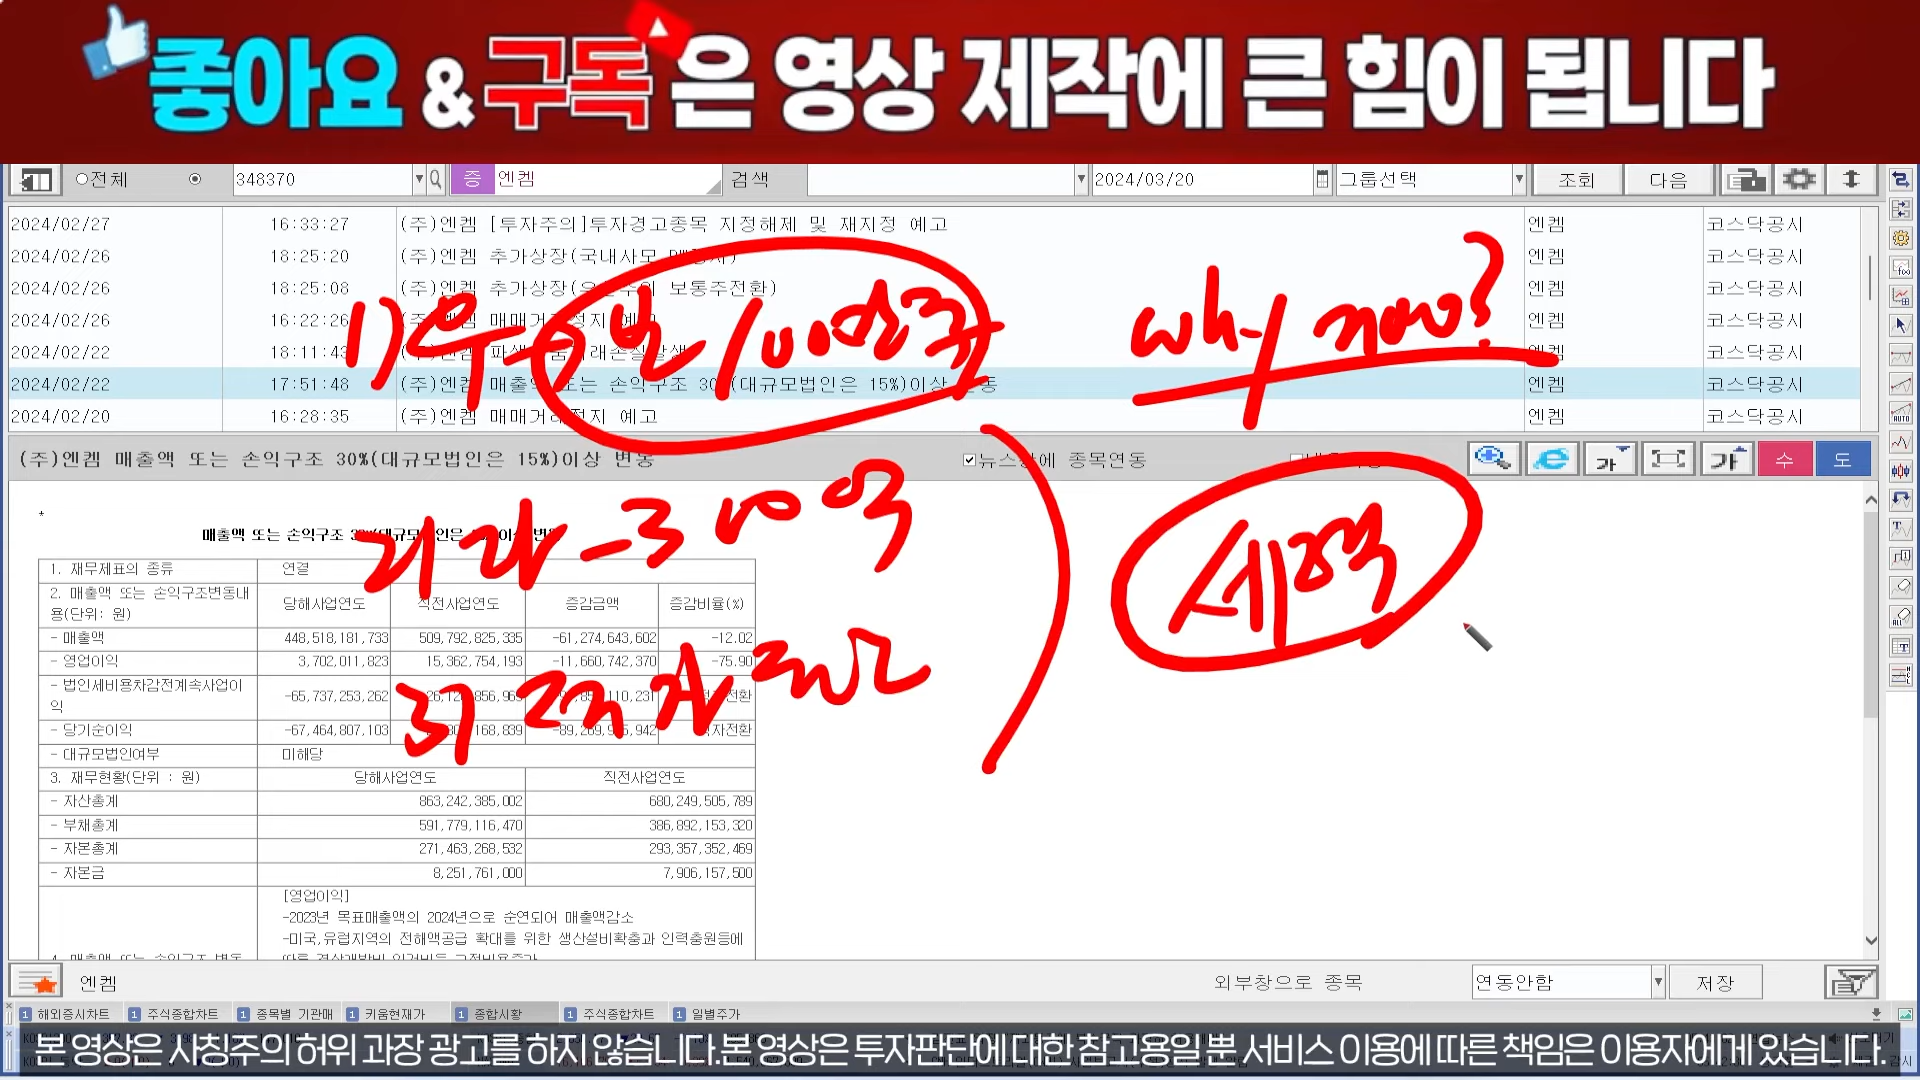 좋아요 & 구독 은 영상 제작에 큰 힘이 됩니다
전체 348370 증 엔켐 검색 2024/03/20 그룹선택 조회 다음
2024/02/27 16:33:27 (주)엔켐 [투자주의]투자경고종목 지정해제 및 재지정 예고 엔켐 코스닥공시
2024/02/26 18:25:20 (주)엔켐 추가상장(국내사모 엔켐 코스닥공시
2024/02/26 18:25:08 (주)엔켐 추가상장( 보통주전환) 엔켐 코스닥공시
2024/02/26 16:22:26 매매거래정지 예고 엔켐 코스닥공시
2024/02/22 18:11:43 엔켐 코스닥공시
2024/02/22 17:51:48 (주)엔켐 매출액 또는 손익구조 30%(대규모법인은 15%)이상 변동 엔켐 코스닥공시
2024/02/20 16:28:35 (주)엔켐 매매거래정지 예고 엔켐 코스닥공시
why now?
(주)엔켐 매출액 또는 손익구조 30%(대규모법인은 15%)이상 변동 뉴스창에 종목연동 가 가 수 도
*
매출액 또는 손익구조
세력
1. 재무제표의 종류 연결
2. 매출액 또는 손익구조변동내용(단위: 원) 당해사업연도 직전사업연도 증감금액 증감비율(%)
- 매출액 448,518,181,733 509,792,825,335 -61,274,643,602 -12.02
- 영업이익 3,702,011,823 15,362,754,193 -11,660,742,370 -75.90
- 법인세비용차감전계속사업이익 -65,737,253,262
- 당기순이익 -67,464,807,103
- 대규모법인여부 미해당
3. 재무현황(단위 : 원) 당해사업연도 직전사업연도
- 자산총계 863,242,385,002 680,249,505,789
- 부채총계 591,779,116,470 386,892,153,320
- 자본총계 271,463,268,532 293,357,352,469
- 자본금 8,251,761,000 7,906,157,500
[영업이익]
-2023년 목표매출액의 2024년으로 순연되어 매출액감소
-미국,유럽지역의 전해액공급 확대를 위한 생산설비확충과 인력충원등에
엔켐 외부창으로 종목 연동안함 저장
1 해외증시차트 1 주식종합차트 1 종목별 기관매 1 키움현재가 1 종합시황 1 주식종합차트 1 일별주가
본 영상은 사칭주의 허위 과장 광고를 하지 않습니다.본 영상은 투자판단에 대한 참고용일 뿐 서비스 이용에 따른 책임은 이용자에게 있습니다.